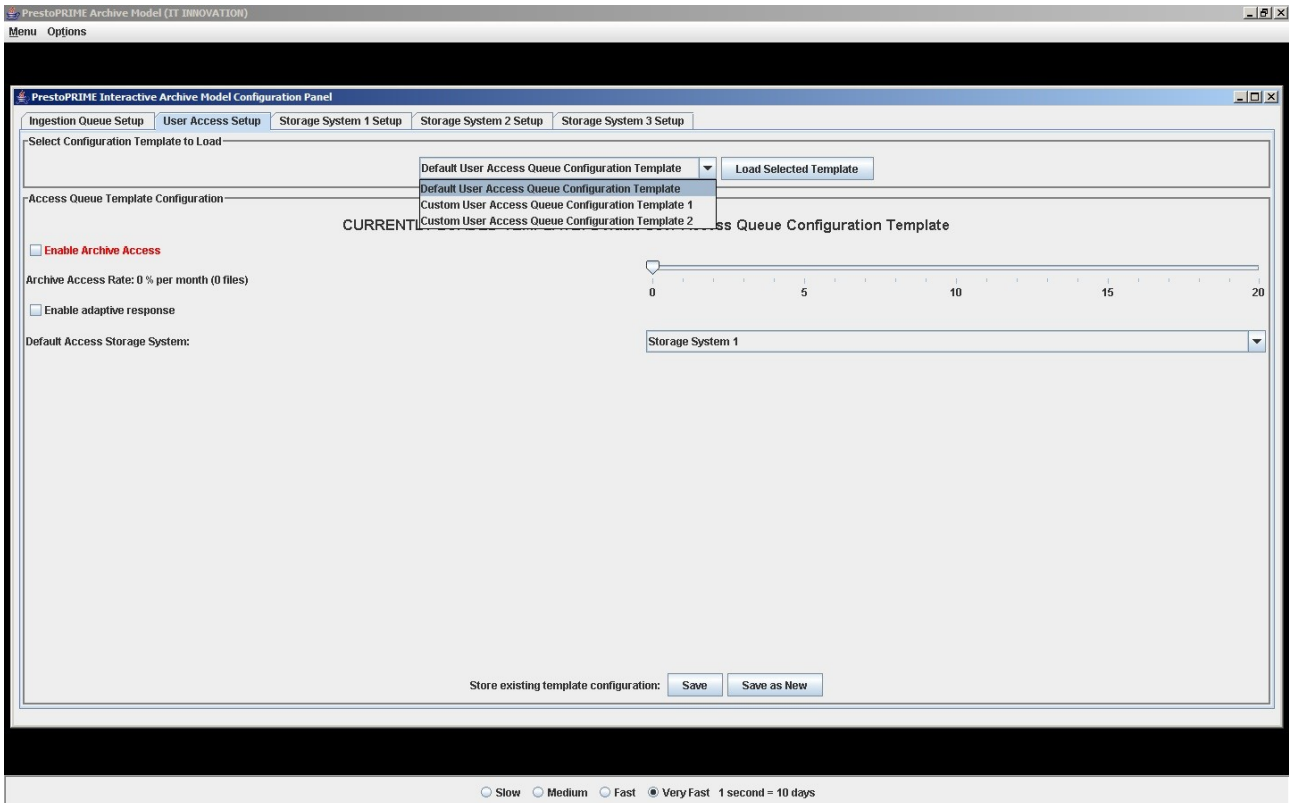 PrestoPRIME Archive Model (IT INNOVATION)
Menu Options
PrestoPRIME Interactive Archive Model Configuration Panel
Ingestion Queue Setup User Access Setup Storage System 1 Setup Storage System 2 Setup Storage System 3 Setup
Select Configuration Template to Load
Default User Access Queue Configuration Template Load Selected Template
Default User Access Queue Configuration Template
Custom User Access Queue Configuration Template 1
Custom User Access Queue Configuration Template 2
Access Queue Template Configuration
CURRENTLY Queue Configuration Template
Enable Archive Access
Archive Access Rate: 0 % per month (0 files)
0 5 10 15 20
Enable adaptive response
Default Access Storage System: Storage System 1
Store existing template configuration: Save Save as New
Slow Medium Fast Very Fast 1 second = 10 days